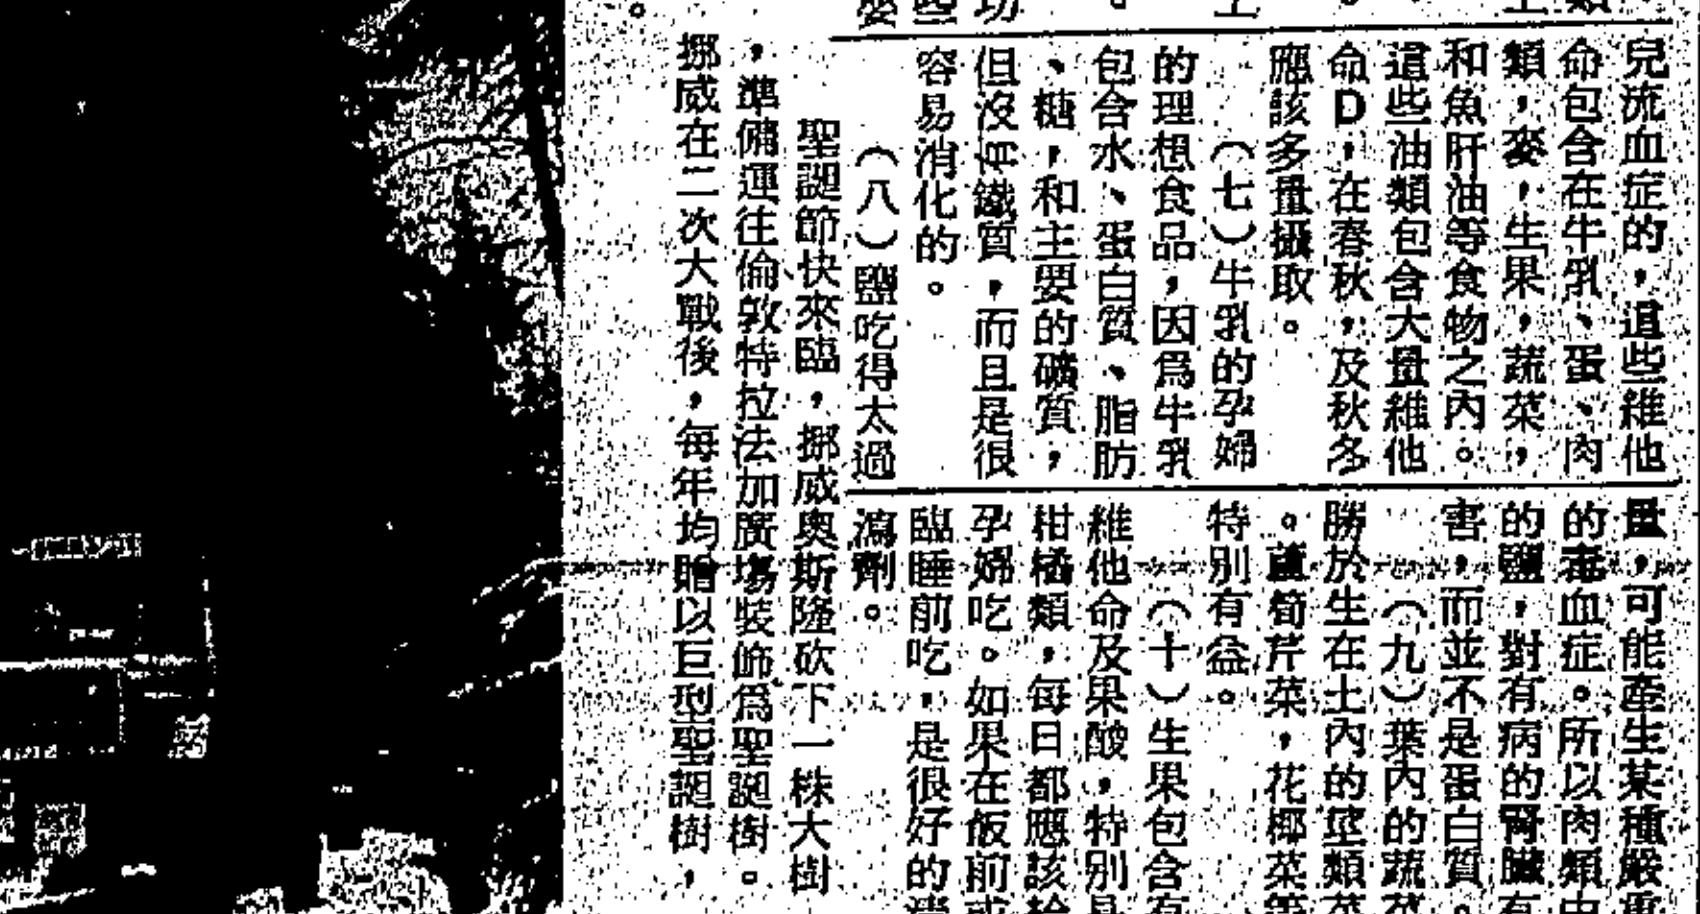 兒流血症的，這些維他
命包含在牛乳、蛋、肉
類，麥，生果，蔬菜，
和魚肝油等食物之內。
這些油類包含大量維他
命D，在春秋，及秋冬
應該多量攝取。
（七）牛乳的孕婦
的理想食品，因爲牛乳
包含水、蛋白質、脂肪
、糖，和主要的礦質，
但沒有鐵質，而且是很
容易消化的。
（八）鹽吃得太過
量，可能產生某種嚴重
的毒血症。所以肉類中
的鹽，對有病的腎臟有
害，而並不是蛋白質。
（九）葉內的蔬菜
勝於生在土內的莖類菜
。蘆筍芹菜，花椰菜等
特別有益。
（十）生果包含有
維他命及果酸，特別是
柑橘類，每日都應該給
孕婦吃。如果在飯前或
臨睡前吃，是很好的
瀉劑。
聖誕節快來臨，挪威奧斯隆砍下一株大樹
，準備運往倫敦特拉法加廣場裝飾爲聖誕樹。
挪威在二次大戰後，每年均贈以巨型聖誕樹，